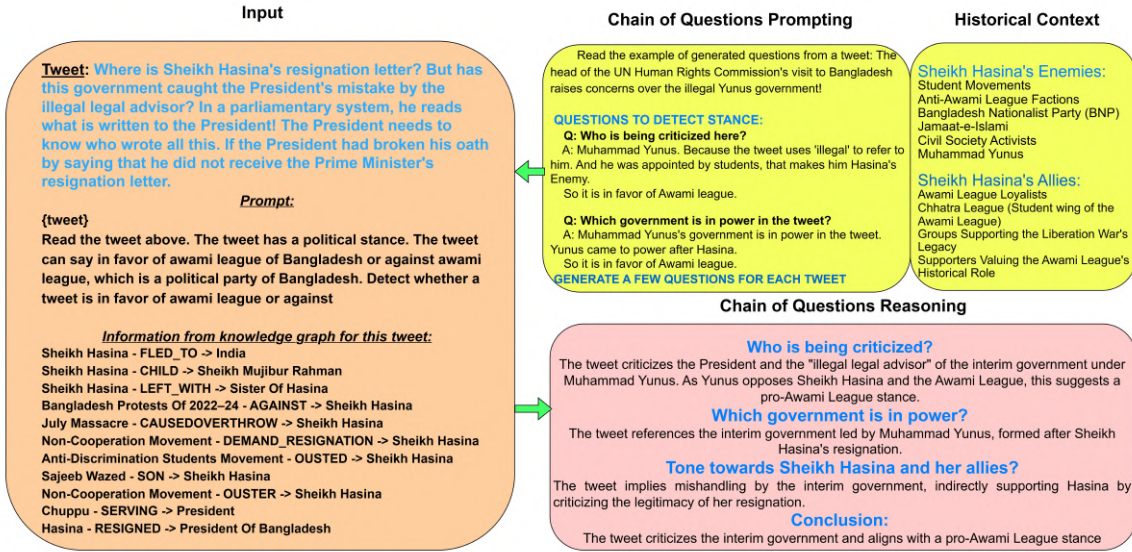 Input
Tweet: Where is Sheikh Hasina's resignation letter? But has
this government caught the President's mistake by the
illegal legal advisor? In a parliamentary system, he reads
what is written to the President! The President needs to
know who wrote all this. If the President had broken his oath
by saying that he did not receive the Prime Minister's
resignation letter.
Prompt:
{tweet}
Read the tweet above. The tweet has a political stance. The tweet
can say in favor of awami league of Bangladesh or against awami
league, which is a political party of Bangladesh. Detect whether a
tweet is in favor of awami league or against
Information from knowledge graph for this tweet:
Sheikh Hasina - FLED_TO -> India
Sheikh Hasina - CHILD -> Sheikh Mujibur Rahman
Sheikh Hasina - LEFT_WITH -> Sister Of Hasina
Bangladesh Protests Of 2022–24 - AGAINST -> Sheikh Hasina
July Massacre - CAUSEDOVERTHROW -> Sheikh Hasina
Non-Cooperation Movement - DEMAND_RESIGNATION -> Sheikh Hasina
Anti-Discrimination Students Movement - OUSTED -> Sheikh Hasina
Sajeeb Wazed - SON -> Sheikh Hasina
Non-Cooperation Movement - OUSTER -> Sheikh Hasina
Chuppu - SERVING -> President
Hasina - RESIGNED -> President Of Bangladesh
Chain of Questions Prompting
Read the example of generated questions from a tweet: The
head of the UN Human Rights Commission's visit to Bangladesh
raises concerns over the illegal Yunus government!
QUESTIONS TO DETECT STANCE:
Q: Who is being criticized here?
A: Muhammad Yunus. Because the tweet uses 'illegal' to refer to
him. And he was appointed by students, that makes him Hasina's
Enemy.
So it is in favor of Awami league.
Q: Which government is in power in the tweet?
A: Muhammad Yunus's government is in power in the tweet.
Yunus came to power after Hasina.
So it is in favor of Awami league.
GENERATE A FEW QUESTIONS FOR EACH TWEET
Historical Context
Sheikh Hasina's Enemies:
Student Movements
Anti-Awami League Factions
Bangladesh Nationalist Party (BNP)
Jamaat-e-Islami
Civil Society Activists
Muhammad Yunus
Sheikh Hasina's Allies:
Awami League Loyalists
Chhatra League (Student wing of the
Awami League)
Groups Supporting the Liberation War's
Legacy
Supporters Valuing the Awami League's
Historical Role
Chain of Questions Reasoning
Who is being criticized?
The tweet criticizes the President and the "illegal legal advisor" of the interim government under
Muhammad Yunus. As Yunus opposes Sheikh Hasina and the Awami League, this suggests a
pro-Awami League stance.
Which government is in power?
The tweet references the interim government led by Muhammad Yunus, formed after Sheikh
Hasina's resignation.
Tone towards Sheikh Hasina and her allies?
The tweet implies mishandling by the interim government, indirectly supporting Hasina by
criticizing the legitimacy of her resignation.
Conclusion:
The tweet criticizes the interim government and aligns with a pro-Awami League stance